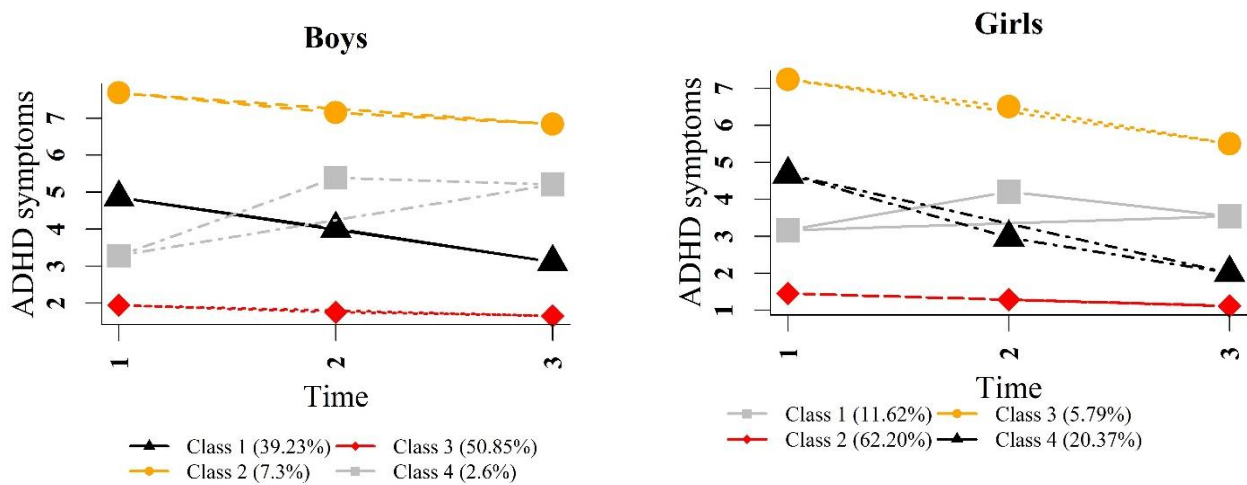 Boys
ADHD symptoms
7
6
5
4
3
2
1
2
3
Time
Class 1 (39.23%) Class 3 (50.85%)
Class 2 (7.3%) Class 4 (2.6%)
Girls
ADHD symptoms
7
6
5
4
3
2
1
1
2
3
Time
Class 1 (11.62%) Class 3 (5.79%)
Class 2 (62.20%) Class 4 (20.37%)